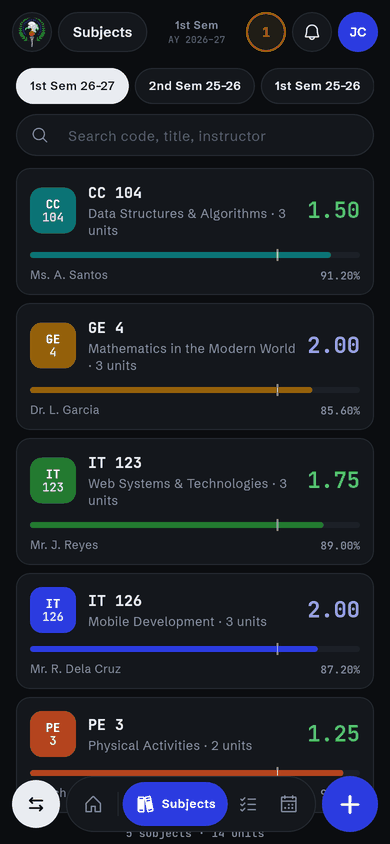 Subjects
1st Sem
AY 2026-27
1
JC
1st Sem 26-27
2nd Sem 25-26
1st Sem 25-26
Search code, title, instructor
CC
104
CC 104
Data Structures & Algorithms · 3
units
1.50
Ms. A. Santos
91.20%
GE
4
GE 4
Mathematics in the Modern World
· 3 units
2.00
Dr. L. Garcia
85.60%
IT
123
IT 123
Web Systems & Technologies · 3
units
1.75
Mr. J. Reyes
89.00%
IT
126
IT 126
Mobile Development · 3 units
2.00
Mr. R. Dela Cruz
87.20%
PE
3
PE 3
Physical Activities · 2 units
1.25
Subjects
5 subjects · 14 units